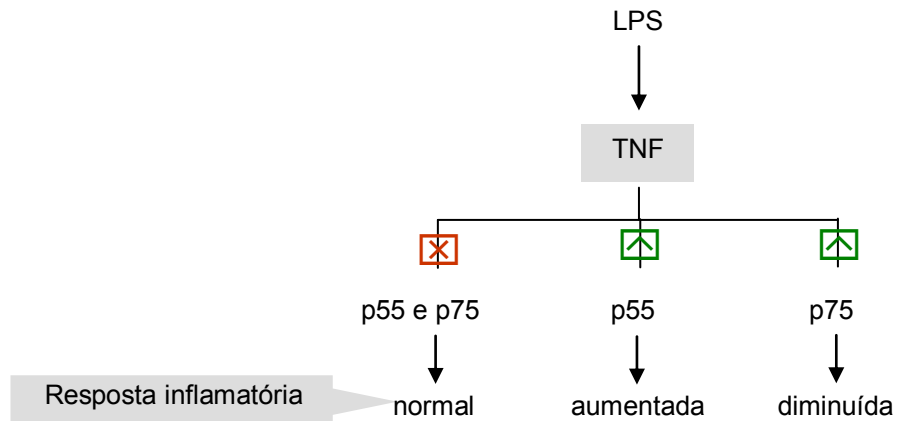 LPS
TNF
p55 e p75 p55 p75
Resposta inflamatória normal aumentada diminuída